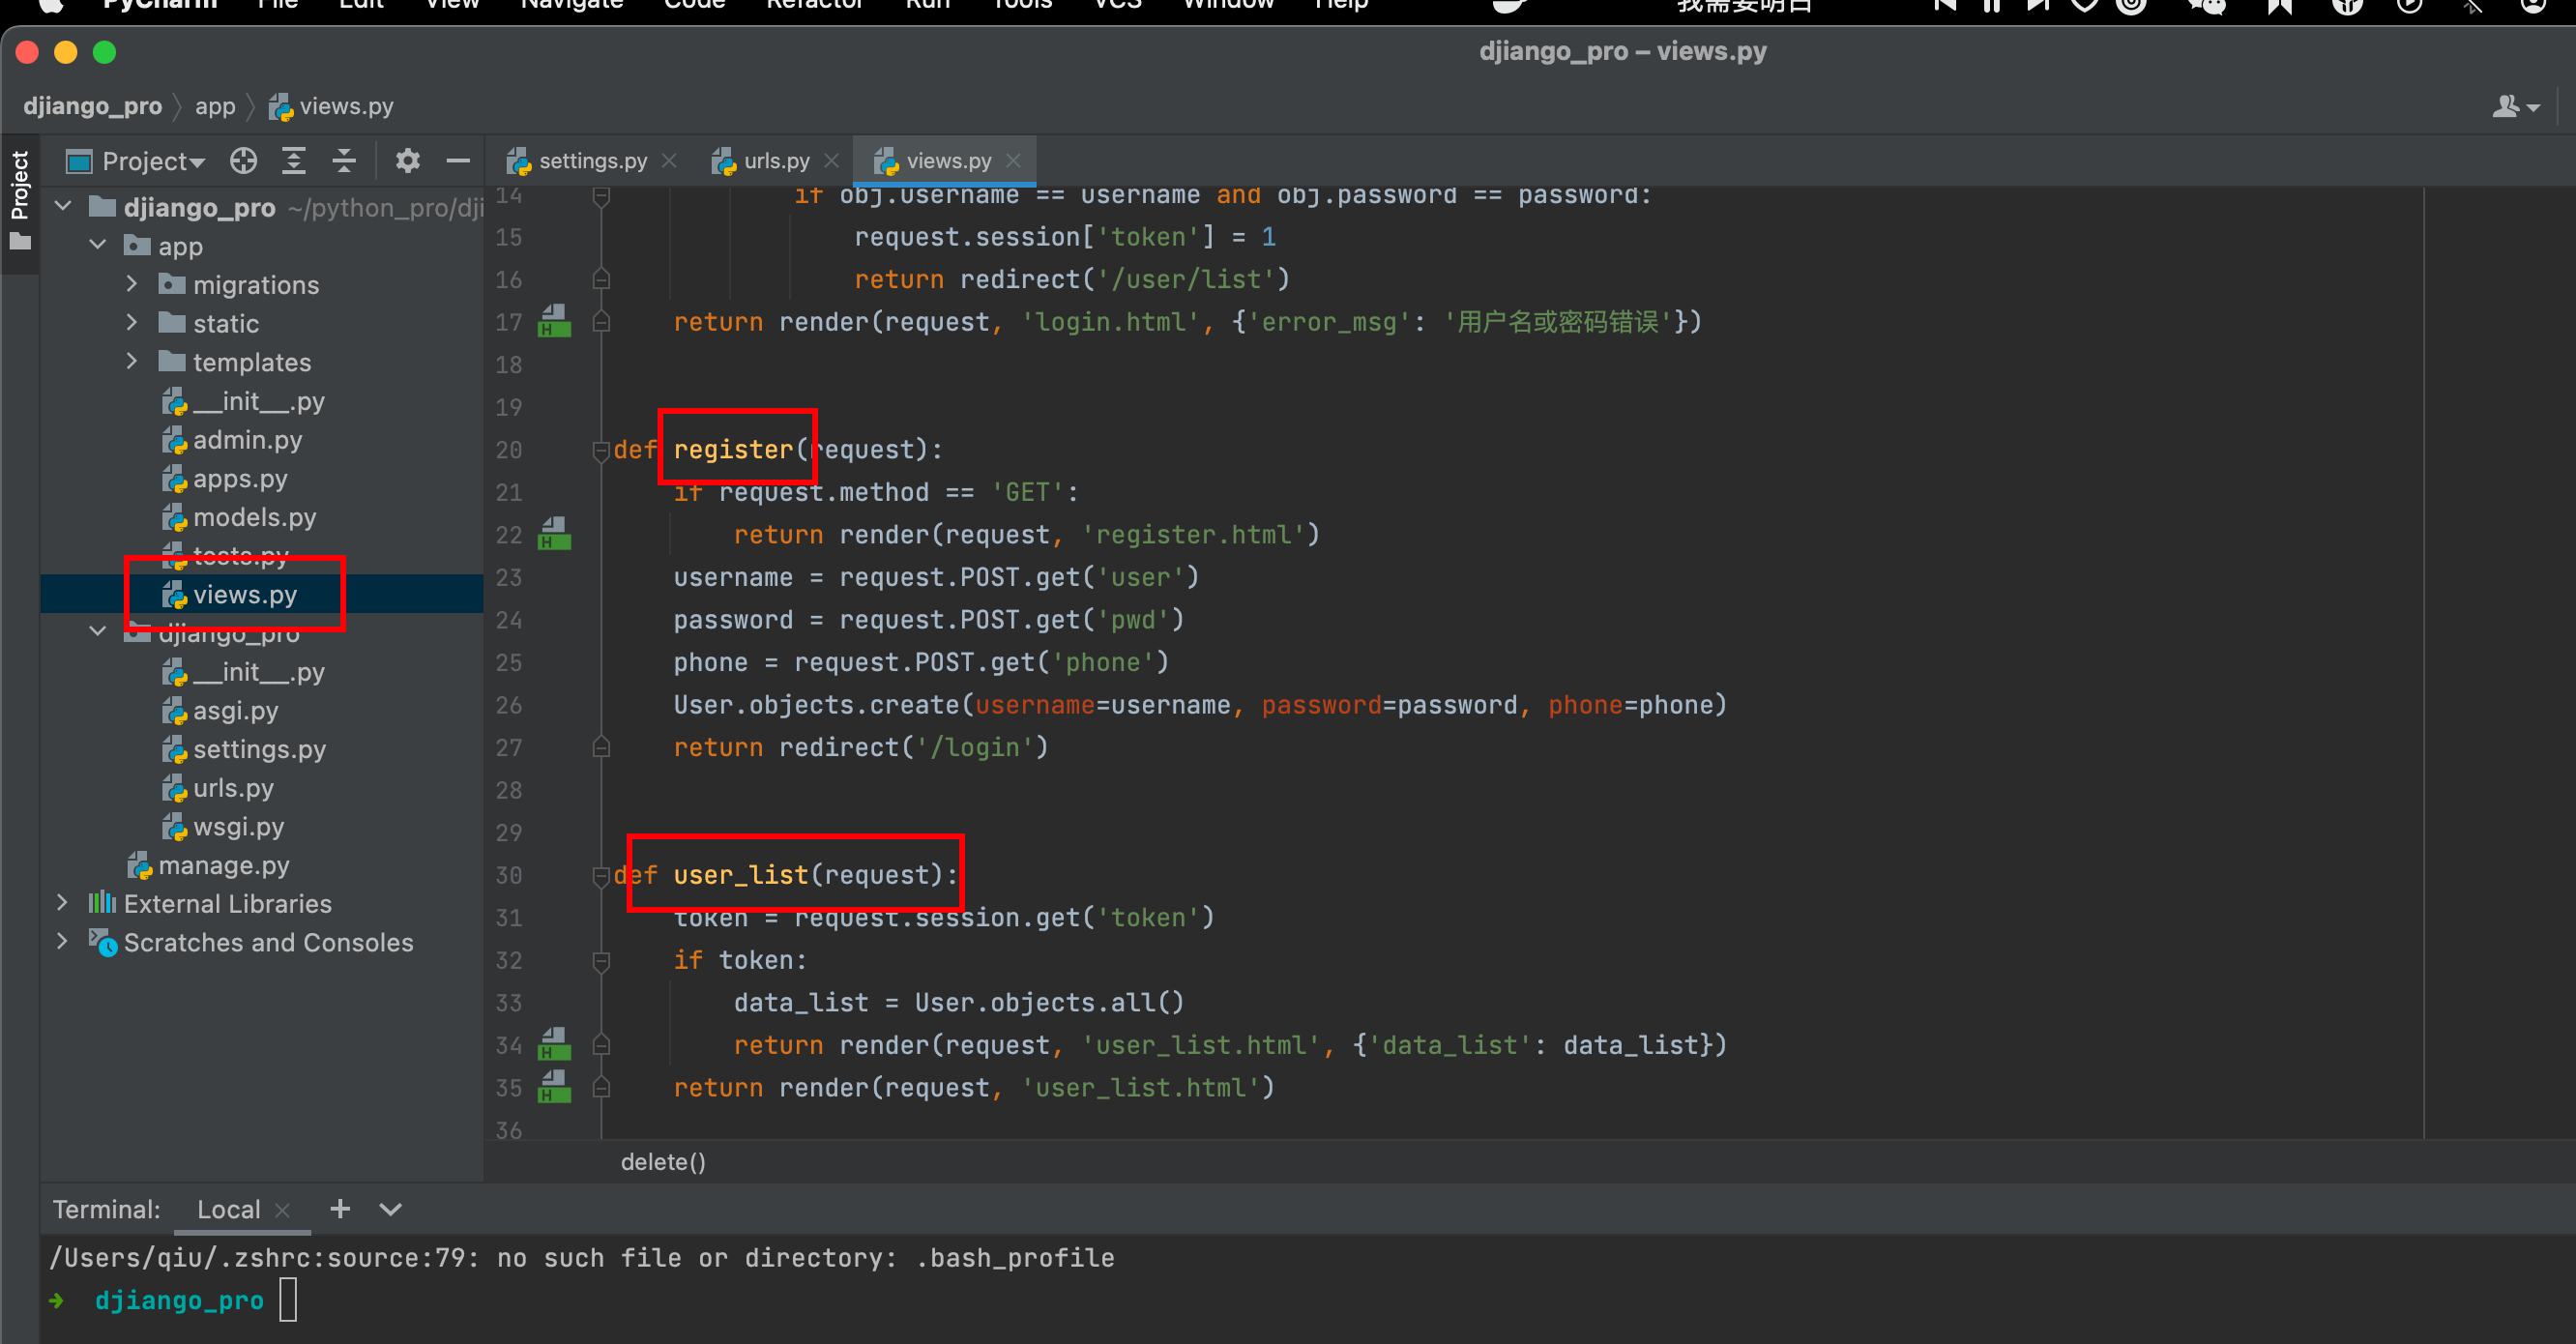 PyCharm File Edit View Navigate Code Refactor Run Tools VCS Window Help 我需要明白
djiango_pro – views.py
djiango_pro app views.py
Project
Project
djiango_pro ~/python_pro/dji
app
migrations
static
templates
__init__.py
admin.py
apps.py
models.py
tests.py
views.py
djiango_pro
__init__.py
asgi.py
settings.py
urls.py
wsgi.py
manage.py
External Libraries
Scratches and Consoles
settings.py urls.py views.py
14 if obj.username == username and obj.password == password:
15 request.session['token'] = 1
16 return redirect('/user/list')
17 return render(request, 'login.html', {'error_msg': '用户名或密码错误'})
18
19
20 def register(request):
21 if request.method == 'GET':
22 return render(request, 'register.html')
23 username = request.POST.get('user')
24 password = request.POST.get('pwd')
25 phone = request.POST.get('phone')
26 User.objects.create(username=username, password=password, phone=phone)
27 return redirect('/login')
28
29
30 def user_list(request):
31 token = request.session.get('token')
32 if token:
33 data_list = User.objects.all()
34 return render(request, 'user_list.html', {'data_list': data_list})
35 return render(request, 'user_list.html')
36
delete()
Terminal: Local
/Users/qiu/.zshrc:source:79: no such file or directory: .bash_profile
➜ djiango_pro